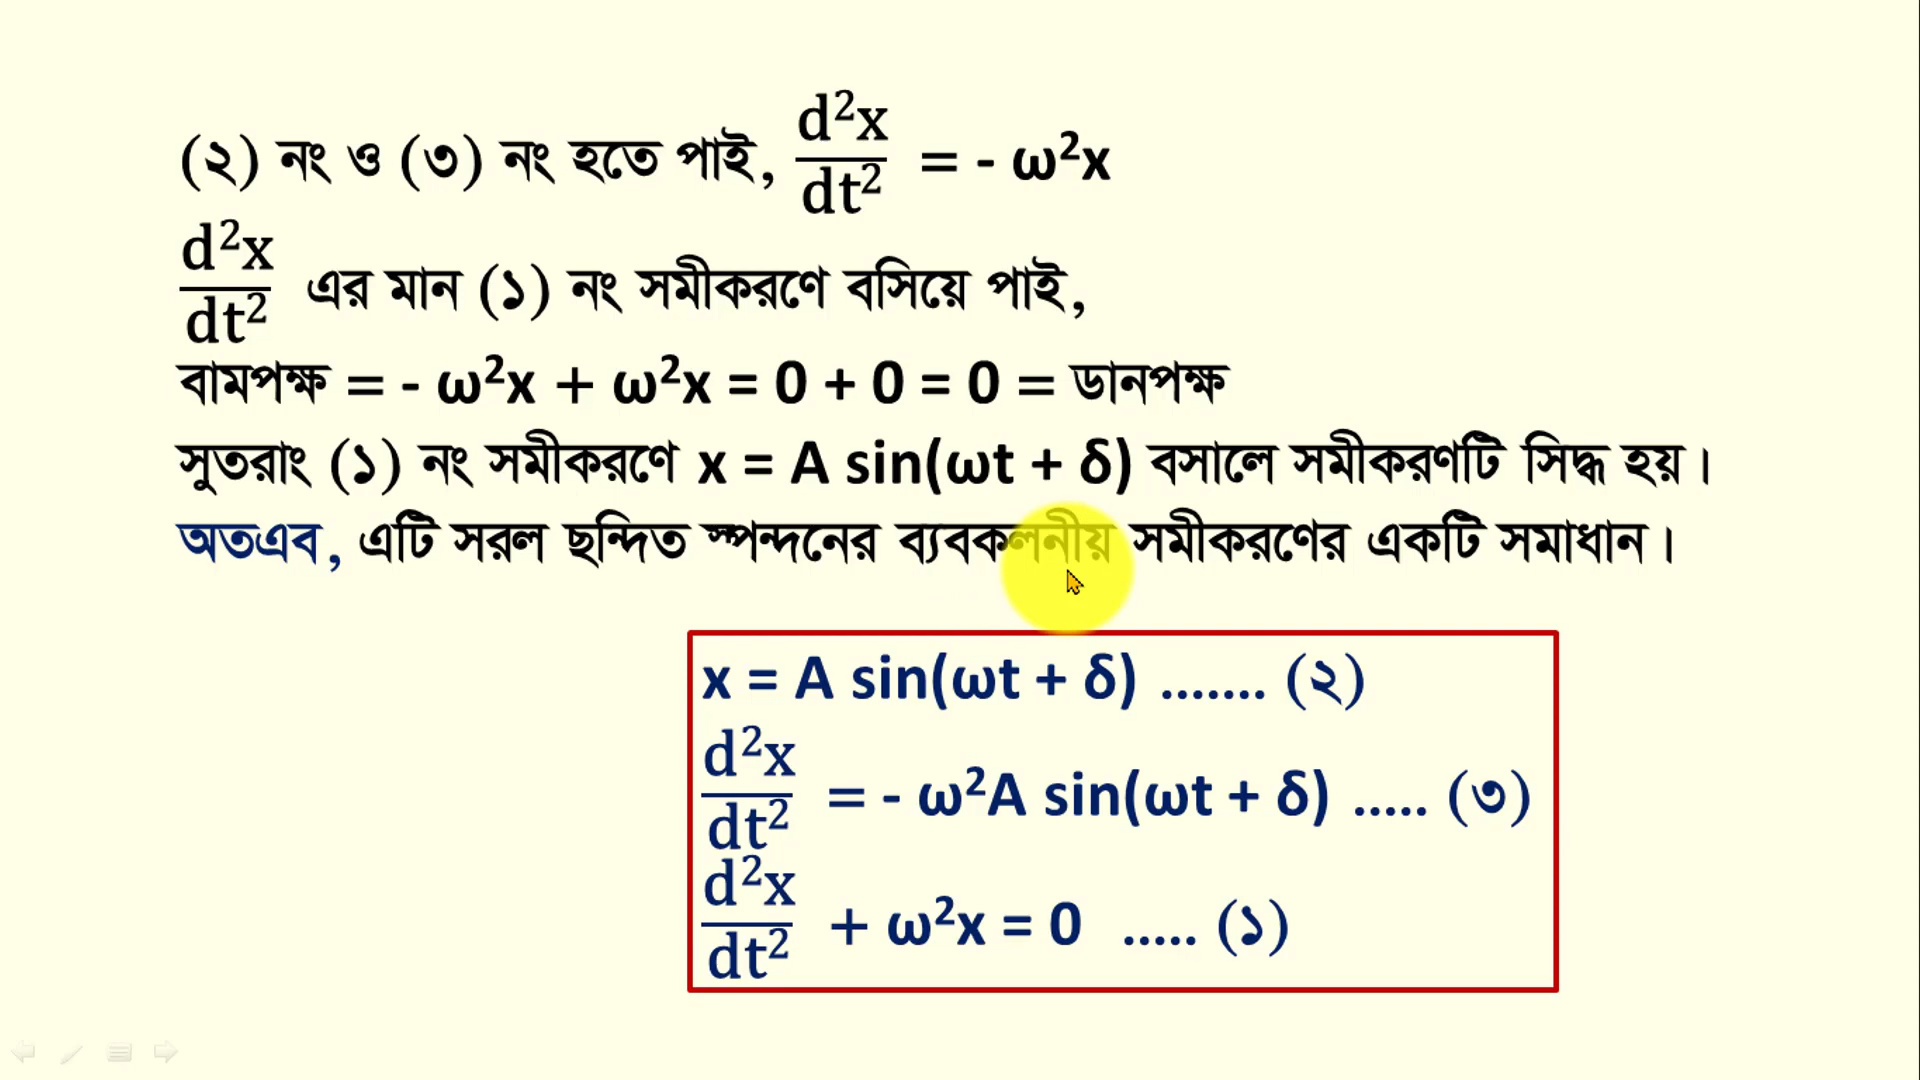 (২) নং ও (৩) নং হতে পাই, d²x/dt² = - ω²x
d²x/dt² এর মান (১) নং সমীকরণে বসিয়ে পাই,
বামপক্ষ = - ω²x + ω²x = 0 + 0 = 0 = ডানপক্ষ
সুতরাং (১) নং সমীকরণে x = A sin(ωt + δ) বসালে সমীকরণটি সিদ্ধ হয়।
অতএব, এটি সরল ছন্দিত স্পন্দনের ব্যবকলনীয় সমীকরণের একটি সমাধান।
x = A sin(ωt + δ) ....... (২)
d²x/dt² = - ω²A sin(ωt + δ) ..... (৩)
d²x/dt² + ω²x = 0 ..... (১)